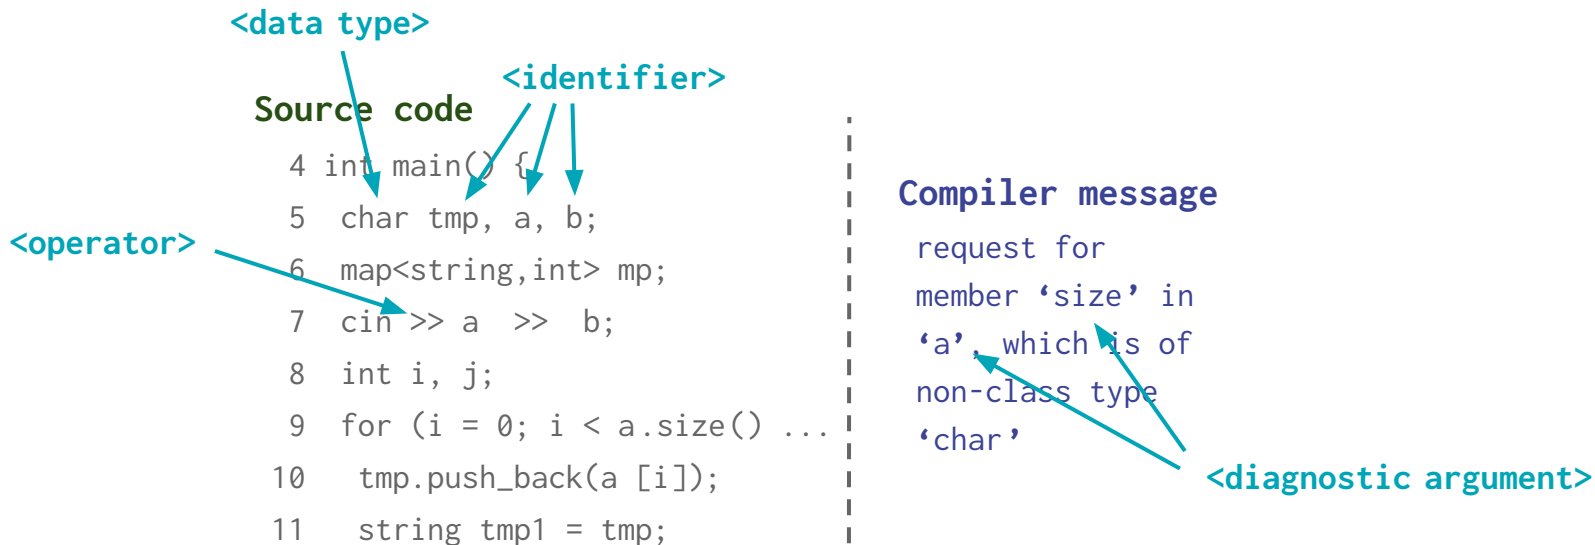 <data type>
<identifier>
Source code
4 int main() {
5 char tmp, a, b;
<operator>
6 map<string,int> mp;
7 cin >> a >> b;
8 int i, j;
9 for (i = 0; i < a.size() ...
10 tmp.push_back(a [i]);
11 string tmp1 = tmp;
Compiler message
request for
member ‘size’ in
‘a’, which is of
non-class type
‘char’
<diagnostic argument>